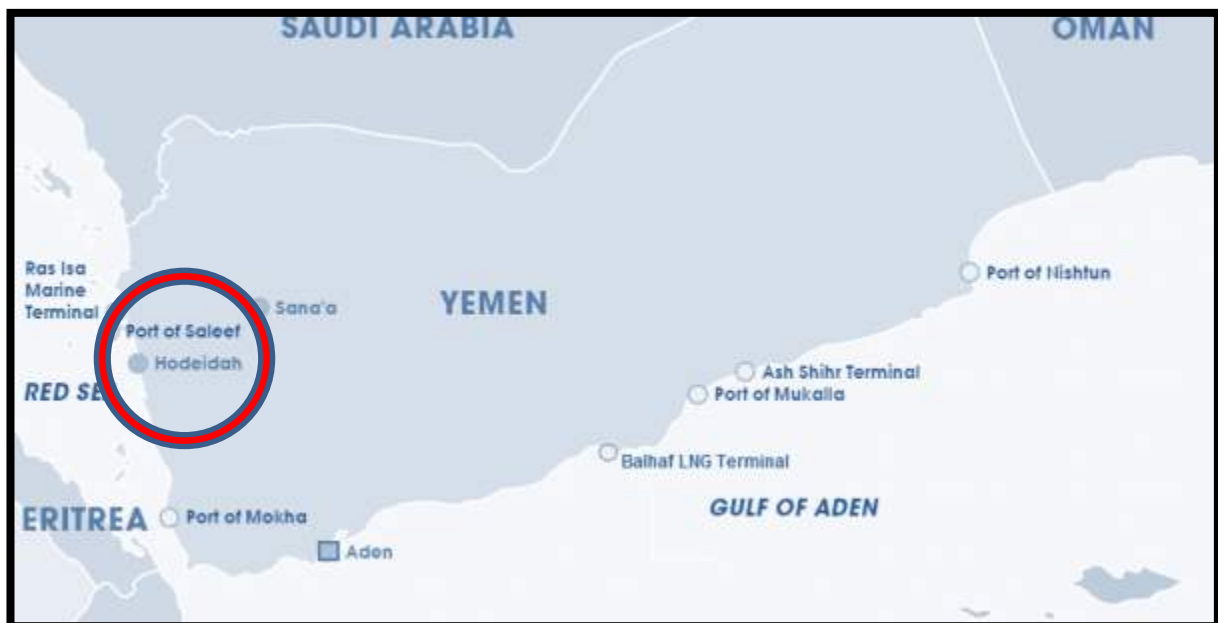 SAUDI ARABIA
OMAN
Ras Isa
Marine
Terminal
Port of Saleef
Sana'a
Hodeidah
YEMEN
Port of Nishtun
RED SE
Ash Shihr Terminal
Port of Mukalla
Balhaf LNG Terminal
GULF OF ADEN
ERITREA
Port of Mokha
Aden